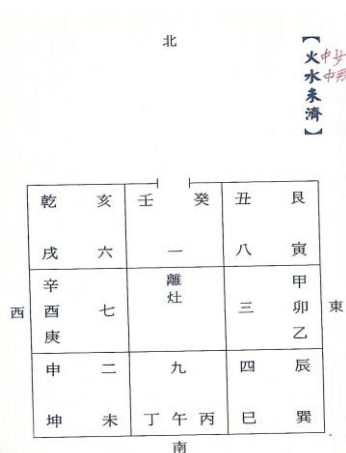 北
【火水未濟】
中女
中男
乾 亥 壬 癸 丑 艮
戌 六 一 八 寅
辛 離 甲
西 酉 七 灶 三 卯 東
庚 乙
申 二 九 四 辰
坤 未 丁 午 丙 巳 巽
南